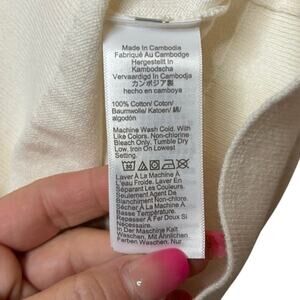 Made In Cambodia
Fabriqué Au Cambodge
Hergestellt In
Kambodscha
Vervaardigd In Cambodja
カンボジア製
hecho en camboya
100% Cotton/ Coton/
Baumwolle/ Katoen/ 綿/
algodón
Machine Wash Cold. With
Like Colors. Non-chlorine
Bleach Only. Tumble Dry
Low. Iron On Lowest
Setting.
Laver À La Machine À
L'eau Froide. Laver En
Séparant Les Couleurs.
Seulement Agent De
Blanchiment Non-chloré.
Sécher À La Machine À
Basse Température.
Repasser À Fer Doux Si
Nécessaire.
In Der Maschine Kalt
Waschen, Mit Ähnlichen
Farben Waschen. Nur